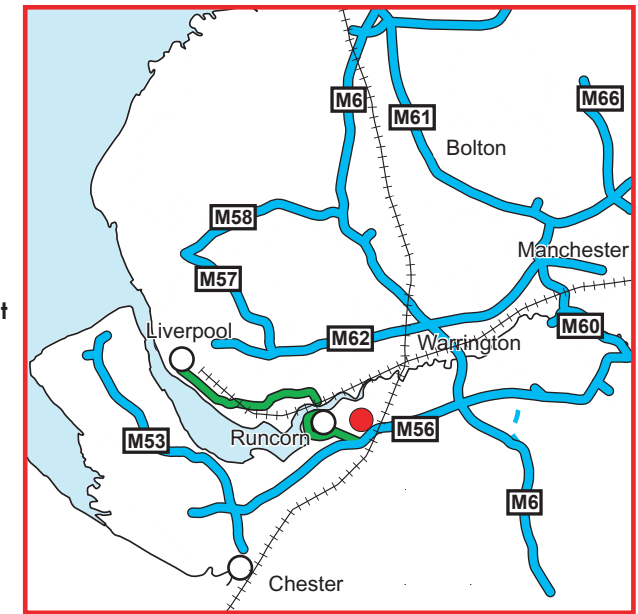 M6
M66
M61
Bolton
M58
Manchester
M57
t
Liverpool
M62
M60
Warrington
Runcorn
M56
M53
M6
Chester